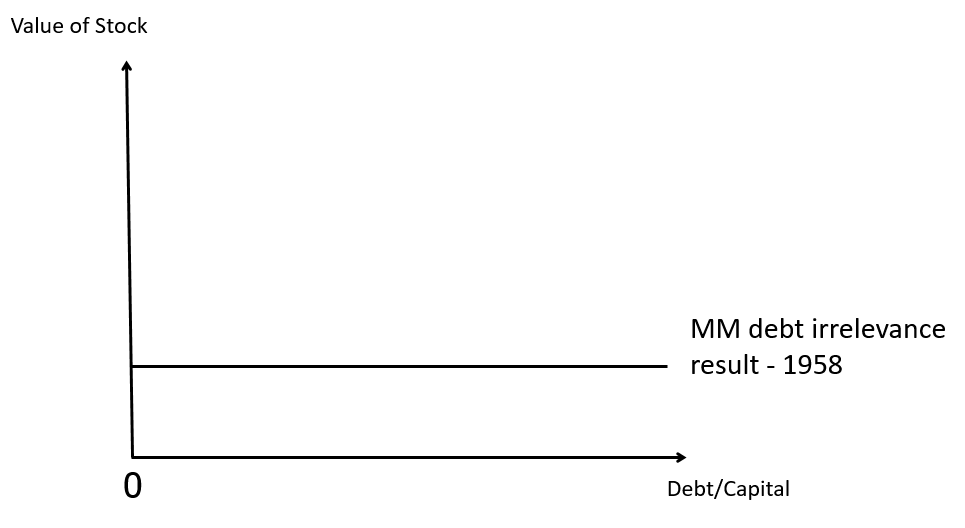 Value of Stock
MM debt irrelevance
result - 1958
0
Debt/Capital